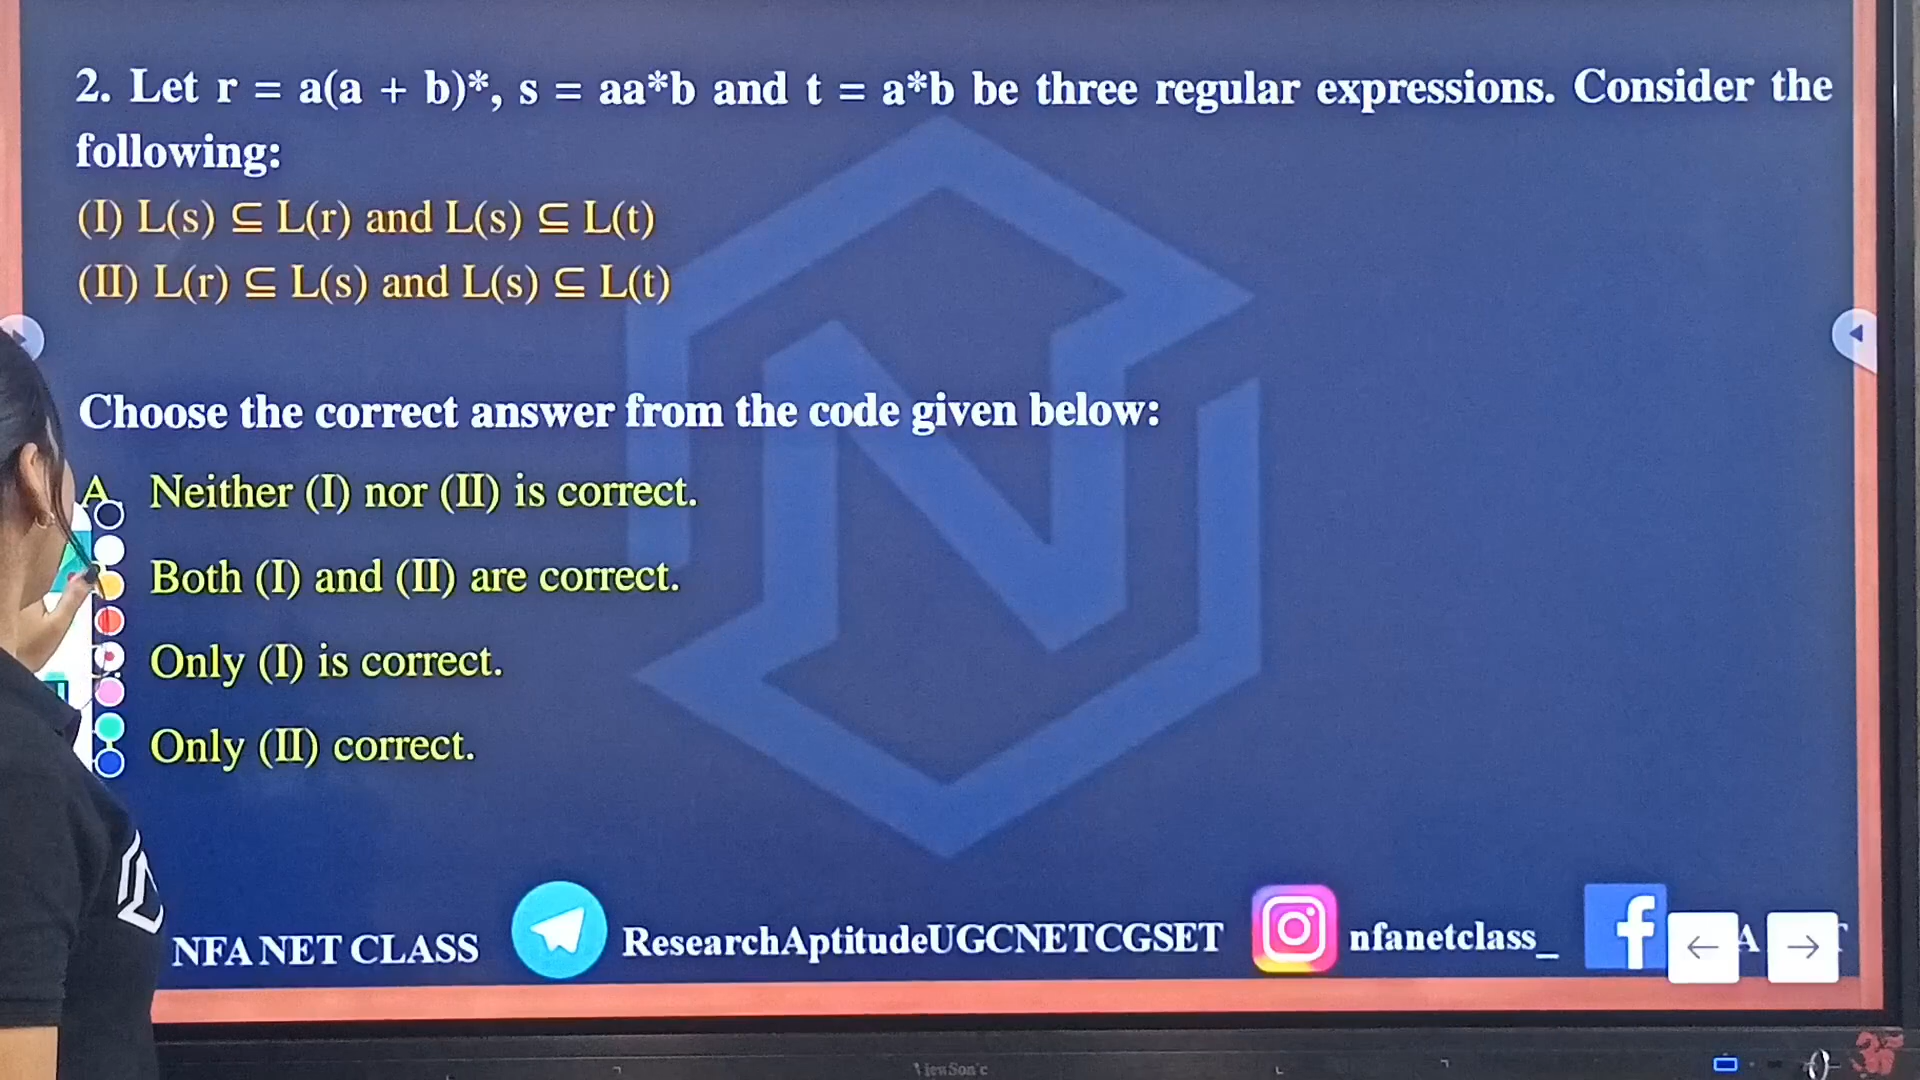 2. Let r = a(a + b)*, s = aa*b and t = a*b be three regular expressions. Consider the
following:
(I) L(s) ⊆ L(r) and L(s) ⊆ L(t)
(II) L(r) ⊆ L(s) and L(s) ⊆ L(t)
Choose the correct answer from the code given below:
A. Neither (I) nor (II) is correct.
Both (I) and (II) are correct.
Only (I) is correct.
Only (II) correct.
NFA NET CLASS ResearchAptitudeUGCNETCGSET nfanetclass_
ViewSonic